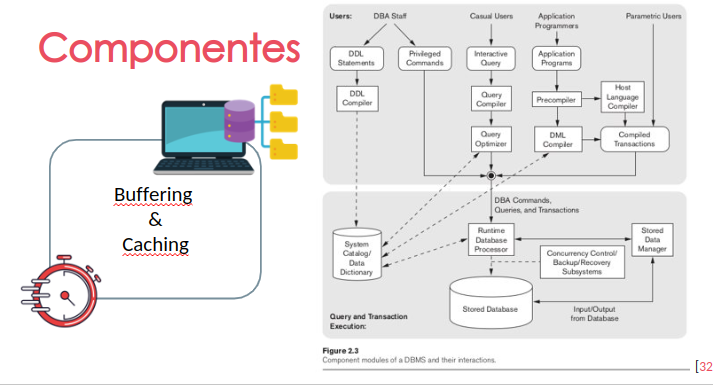 Componentes
Buffering
&
Caching
Users:
DBA Staff
Casual Users
Application
Programmers
Parametric Users
DDL
Statements
Privileged
Commands
Interactive
Query
Application
Programs
DDL
Compiler
Query
Compiler
Precompiler
Host
Language
Compiler
Query
Optimizer
DML
Compiler
Compiled
Transactions
DBA Commands,
Queries, and Transactions
System
Catalog/
Data
Dictionary
Runtime
Database
Processor
Stored
Data
Manager
Concurrency Control/
Backup/Recovery
Subsystems
Stored Database
Input/Output
from Database
Query and Transaction
Execution:
Figure 2.3
Component modules of a DBMS and their interactions.
[32